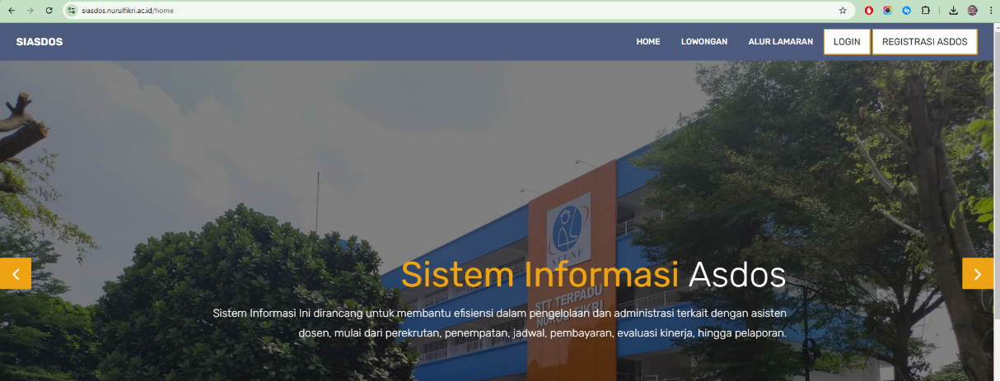 siasdos.nurulfikri.ac.id/home
SIASDOS
HOME LOWONGAN ALUR LAMARAN LOGIN REGISTRASI ASDOS
STT-NF
Sistem Informasi Asdos
STT TERPADU
NURUL FIKRI
Sistem Informasi Ini dirancang untuk membantu efisiensi dalam pengelolaan dan administrasi terkait dengan asisten
dosen, mulai dari perekrutan, penempatan, jadwal, pembayaran, evaluasi kinerja, hingga pelaporan.